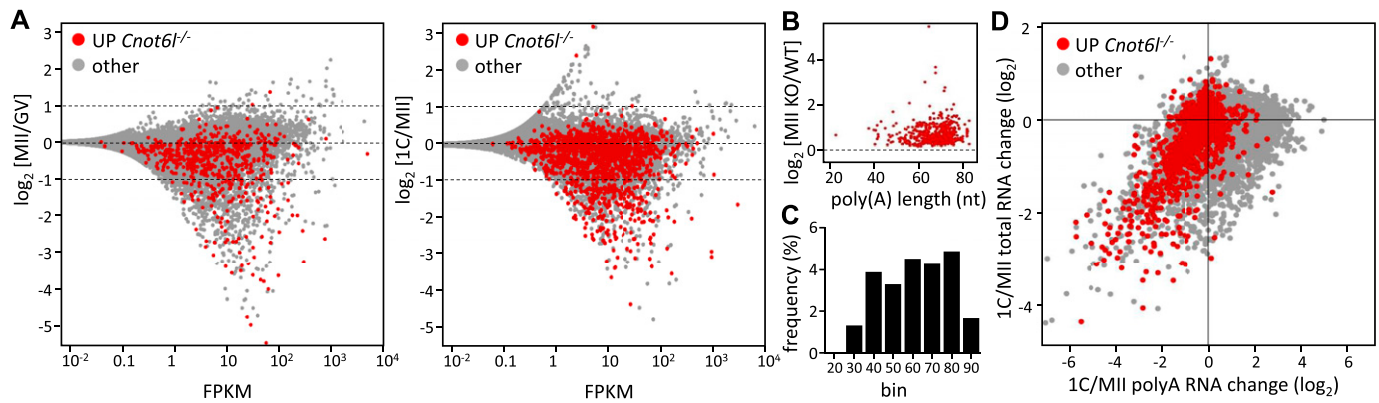 A
UP Cnot6l-/-
other
log2 [MII/GV]
3
2
1
0
-1
-2
-3
-4
-5
10-2
0.1
1
10
102
103
104
FPKM
UP Cnot6l-/-
other
log2 [1C/MII]
3
2
1
0
-1
-2
-3
-4
-5
10-2
0.1
1
10
102
103
104
FPKM
B
log2 [MII KO/WT]
4
2
0
20
40
60
80
poly(A) length (nt)
C
frequency (%)
6
4
2
0
20 30 40 50 60 70 80 90
bin
D
UP Cnot6l-/-
other
1C/MII total RNA change (log2)
2
0
-2
-4
-6
-4
-2
0
2
4
6
1C/MII polyA RNA change (log2)